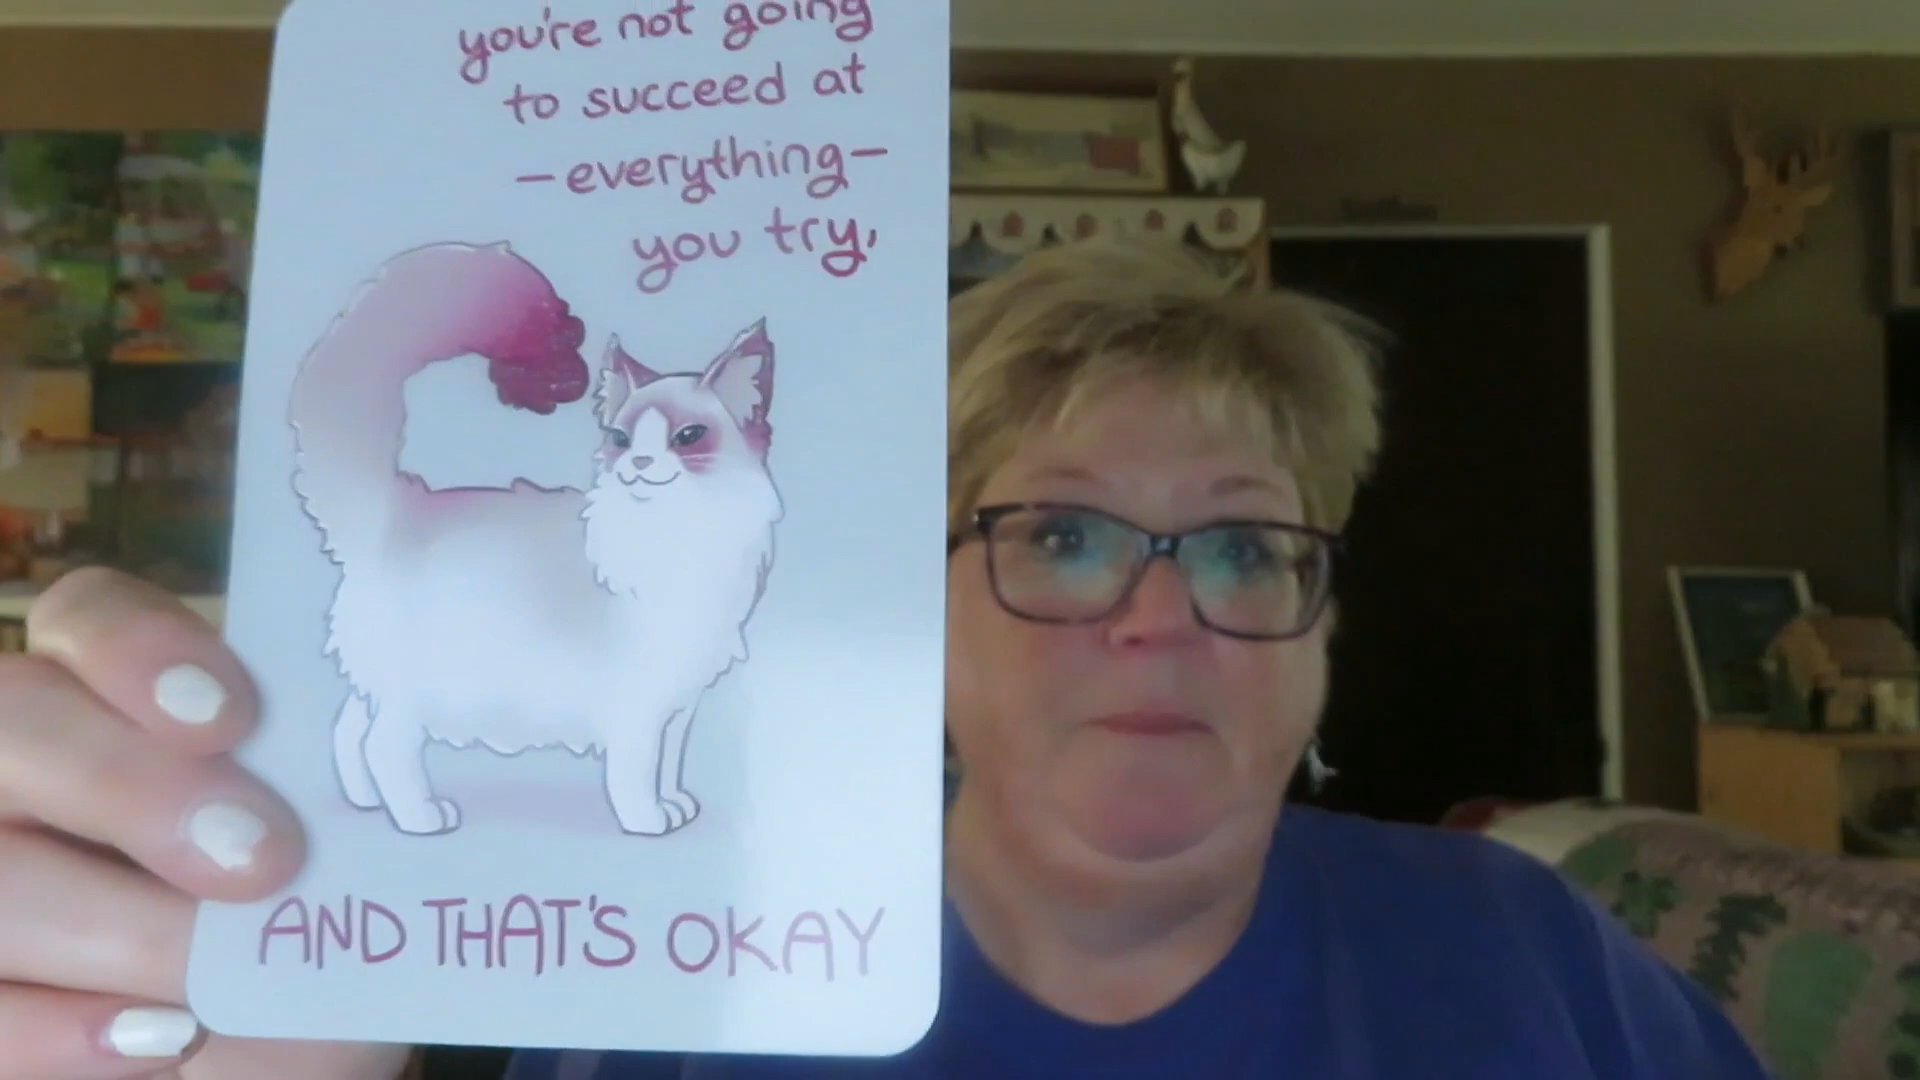 you're not going
to succeed at
-everything-
you try,
AND THAT'S OKAY